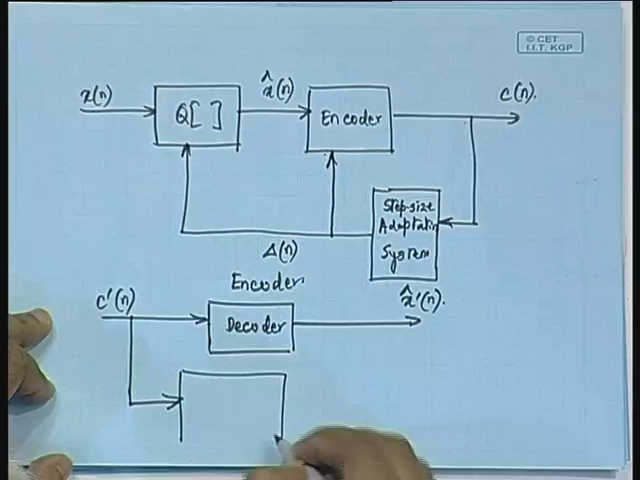 © CET
I.I.T. KGP
x(n)
Q[ ]
x̂(n)
Encoder
c(n).
Step-size
Adaptation
System
Δ(n)
Encoder
c'(n)
Decoder
x̂'(n).